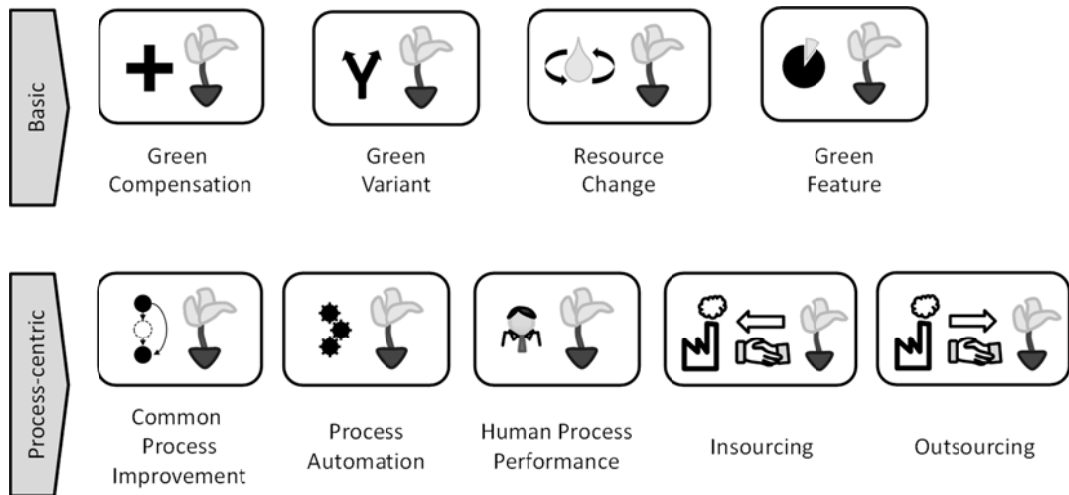 Basic
Green
Compensation
Green
Variant
Resource
Change
Green
Feature
Process-centric
Common
Process
Improvement
Process
Automation
Human Process
Performance
Insourcing
Outsourcing